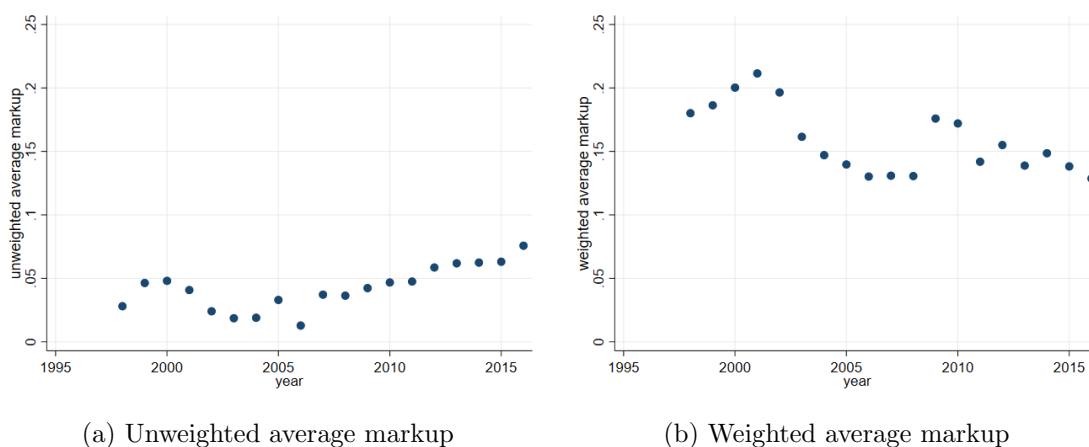 unweighted average markup
.25
.2
.15
.1
.05
0
1995 2000 2005 2010 2015
year
(a) Unweighted average markup
weighted average markup
.25
.2
.15
.1
.05
0
1995 2000 2005 2010 2015
year
(b) Weighted average markup